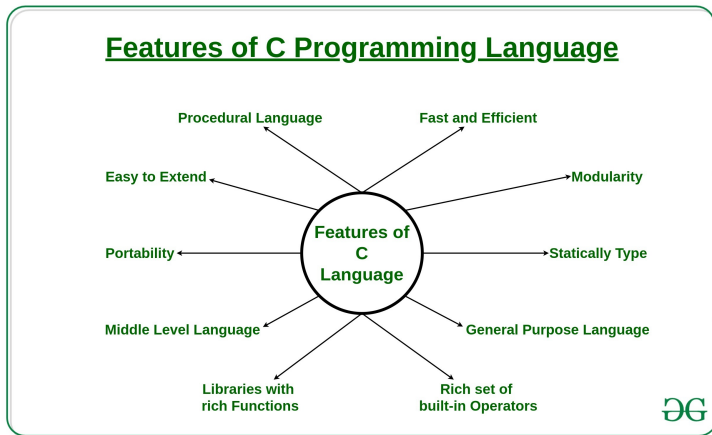 Features of C Programming Language
Procedural Language
Fast and Efficient
Easy to Extend
Modularity
Features of
C
Language
Portability
Statically Type
Middle Level Language
General Purpose Language
Libraries with
rich Functions
Rich set of
built-in Operators